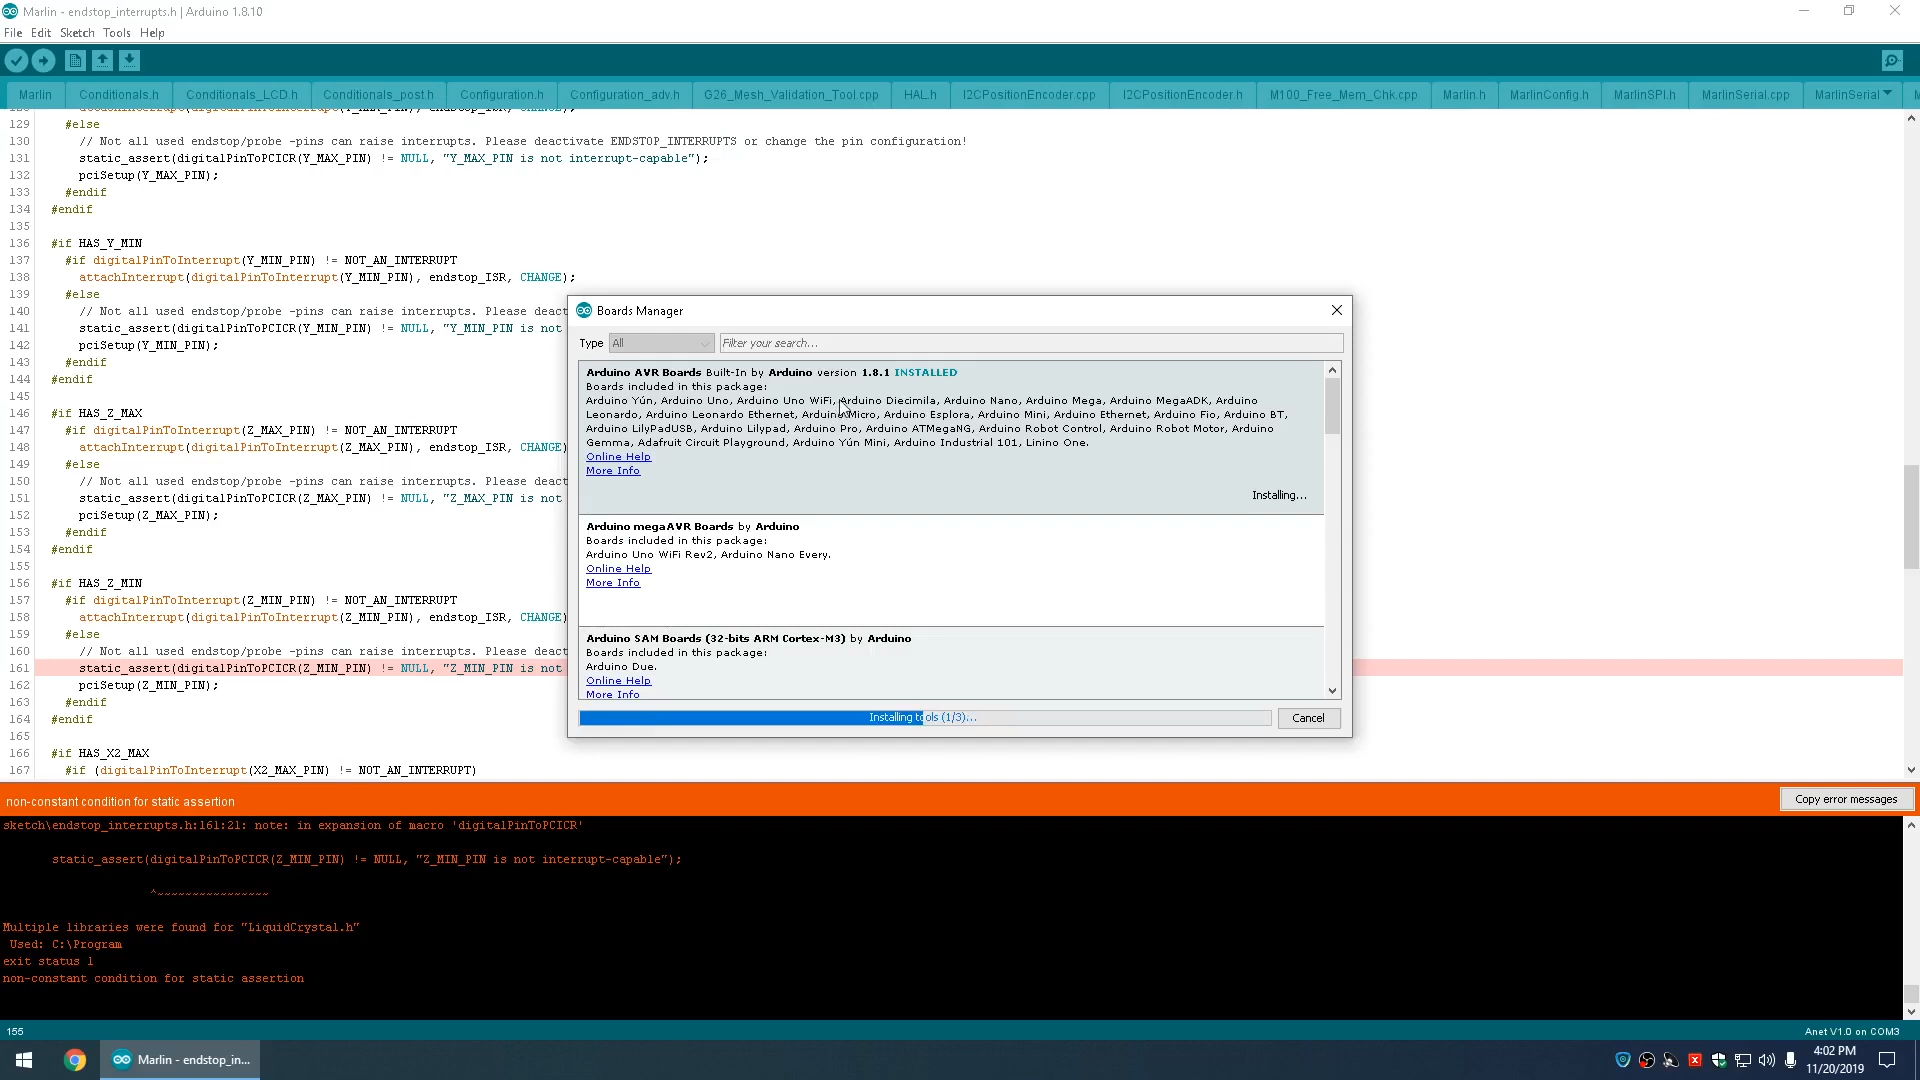 Marlin - endstop_interrupts.h | Arduino 1.8.10
File Edit Sketch Tools Help
Marlin Conditionals.h Conditionals_LCD.h Conditionals_post.h Configuration.h Configuration_adv.h G26_Mesh_Validation_Tool.cpp HAL.h I2CPositionEncoder.cpp I2CPositionEncoder.h M100_Free_Mem_Chk.cpp Marlin.h MarlinConfig.h MarlinSPI.h MarlinSerial.cpp MarlinSerial
129 #else
130 // Not all used endstop/probe -pins can raise interrupts. Please deactivate ENDSTOP_INTERRUPTS or change the pin configuration!
131 static_assert(digitalPinToPCICR(Y_MAX_PIN) != NULL, "Y_MAX_PIN is not interrupt-capable");
132 pciSetup(Y_MAX_PIN);
133 #endif
134 #endif
135
136 #if HAS_Y_MIN
137 #if digitalPinToInterrupt(Y_MIN_PIN) != NOT_AN_INTERRUPT
138 attachInterrupt(digitalPinToInterrupt(Y_MIN_PIN), endstop_ISR, CHANGE);
139 #else
140 // Not all used endstop/probe -pins can raise interrupts. Please deact
141 static_assert(digitalPinToPCICR(Y_MIN_PIN) != NULL, "Y_MIN_PIN is not
142 pciSetup(Y_MIN_PIN);
143 #endif
144 #endif
145
146 #if HAS_Z_MAX
147 #if digitalPinToInterrupt(Z_MAX_PIN) != NOT_AN_INTERRUPT
148 attachInterrupt(digitalPinToInterrupt(Z_MAX_PIN), endstop_ISR, CHANGE)
149 #else
150 // Not all used endstop/probe -pins can raise interrupts. Please deact
151 static_assert(digitalPinToPCICR(Z_MAX_PIN) != NULL, "Z_MAX_PIN is not
152 pciSetup(Z_MAX_PIN);
153 #endif
154 #endif
155
156 #if HAS_Z_MIN
157 #if digitalPinToInterrupt(Z_MIN_PIN) != NOT_AN_INTERRUPT
158 attachInterrupt(digitalPinToInterrupt(Z_MIN_PIN), endstop_ISR, CHANGE)
159 #else
160 // Not all used endstop/probe -pins can raise interrupts. Please deact
161 static_assert(digitalPinToPCICR(Z_MIN_PIN) != NULL, "Z_MIN_PIN is not
162 pciSetup(Z_MIN_PIN);
163 #endif
164 #endif
165
166 #if HAS_X2_MAX
167 #if (digitalPinToInterrupt(X2_MAX_PIN) != NOT_AN_INTERRUPT)
Boards Manager
Type All Filter your search...
Arduino AVR Boards Built-In by Arduino version 1.8.1 INSTALLED
Boards included in this package:
Arduino Yún, Arduino Uno, Arduino Uno WiFi, Arduino Diecimila, Arduino Nano, Arduino Mega, Arduino MegaADK, Arduino
Leonardo, Arduino Leonardo Ethernet, Arduino Micro, Arduino Esplora, Arduino Mini, Arduino Ethernet, Arduino Fio, Arduino BT,
Arduino LilyPadUSB, Arduino Lilypad, Arduino Pro, Arduino ATMegaNG, Arduino Robot Control, Arduino Robot Motor, Arduino
Gemma, Adafruit Circuit Playground, Arduino Yún Mini, Arduino Industrial 101, Linino One.
Online Help
More Info
Installing...
Arduino megaAVR Boards by Arduino
Boards included in this package:
Arduino Uno WiFi Rev2, Arduino Nano Every.
Online Help
More Info
Arduino SAM Boards (32-bits ARM Cortex-M3) by Arduino
Boards included in this package:
Arduino Due.
Online Help
More Info
Installing tools (1/3)...
Cancel
non-constant condition for static assertion
Copy error messages
sketch\endstop_interrupts.h:161:21: note: in expansion of macro 'digitalPinToPCICR'
static_assert(digitalPinToPCICR(Z_MIN_PIN) != NULL, "Z_MIN_PIN is not interrupt-capable");
^~~~~~~~~~~~~~~~~
Multiple libraries were found for "LiquidCrystal.h"
Used: C:\Program
exit status 1
non-constant condition for static assertion
155
Anet V1.0 on COM3
Marlin - endstop_in...
4:02 PM
11/20/2019